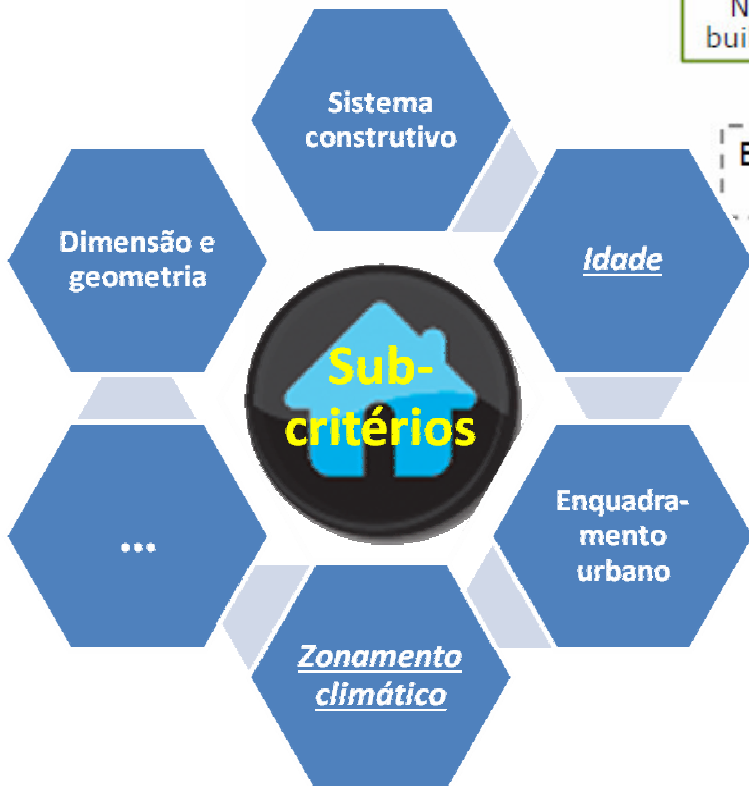 Sistema
construtivo
Dimensão e
geometria
Idade
Sub-
critérios
...
Enquadra-
mento
urbano
Zonamento
climático